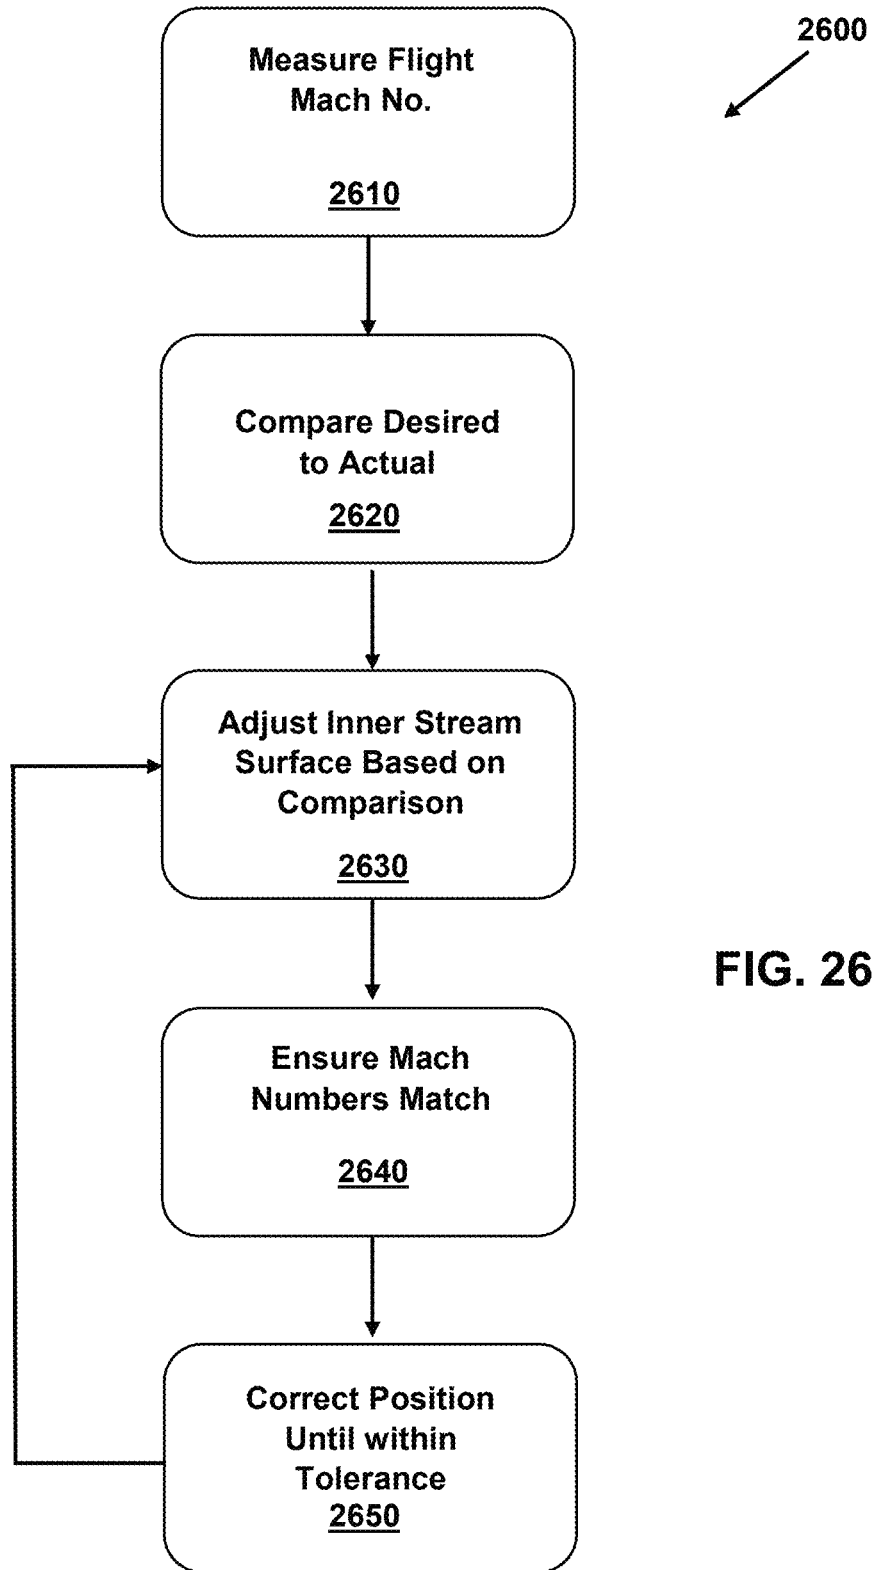 2600
Measure Flight
Mach No.
2610
Compare Desired
to Actual
2620
Adjust Inner Stream
Surface Based on
Comparison
2630
FIG. 26
Ensure Mach
Numbers Match
2640
Correct Position
Until within
Tolerance
2650